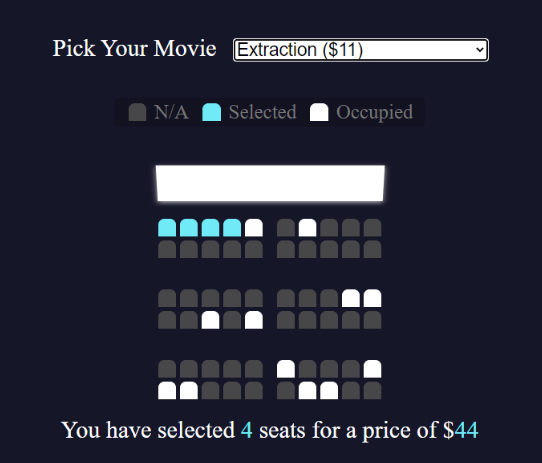 Pick Your Movie Extraction ($11)
N/A Selected Occupied
You have selected 4 seats for a price of $44